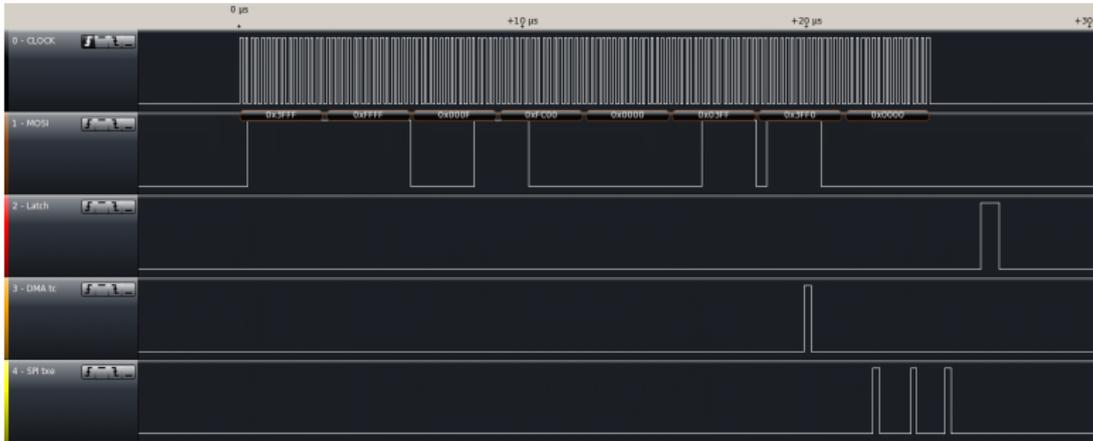 0 µs
+10 µs +20 µs +30
0 - CLOCK
0x3FFF 0xFFFF 0x000F 0xFC00 0x0000 0x03FF 0x3FF0 0x0000
1 - MOSI
2 - Latch
3 - DMA tc
4 - SPI txe